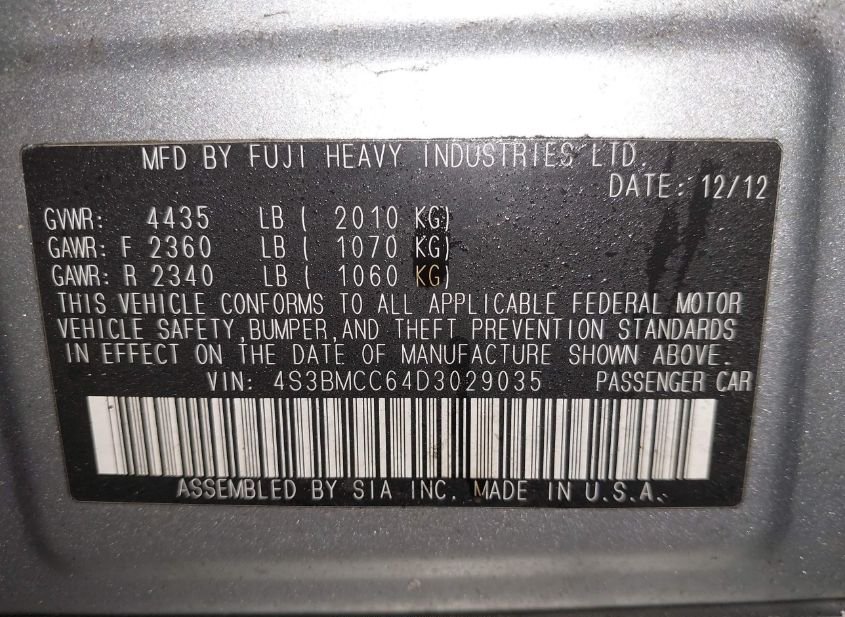 MFD BY FUJI HEAVY INDUSTRIES LTD.
DATE: 12/12
GVWR: 4435 LB ( 2010 KG)
GAWR: F 2360 LB ( 1070 KG)
GAWR: R 2340 LB ( 1060 KG)
THIS VEHICLE CONFORMS TO ALL APPLICABLE FEDERAL MOTOR
VEHICLE SAFETY,BUMPER,AND THEFT PREVENTION STANDARDS
IN EFFECT ON THE DATE OF MANUFACTURE SHOWN ABOVE.
VIN: 4S3BMCC64D3029035 PASSENGER CAR
ASSEMBLED BY SIA INC. MADE IN U.S.A.